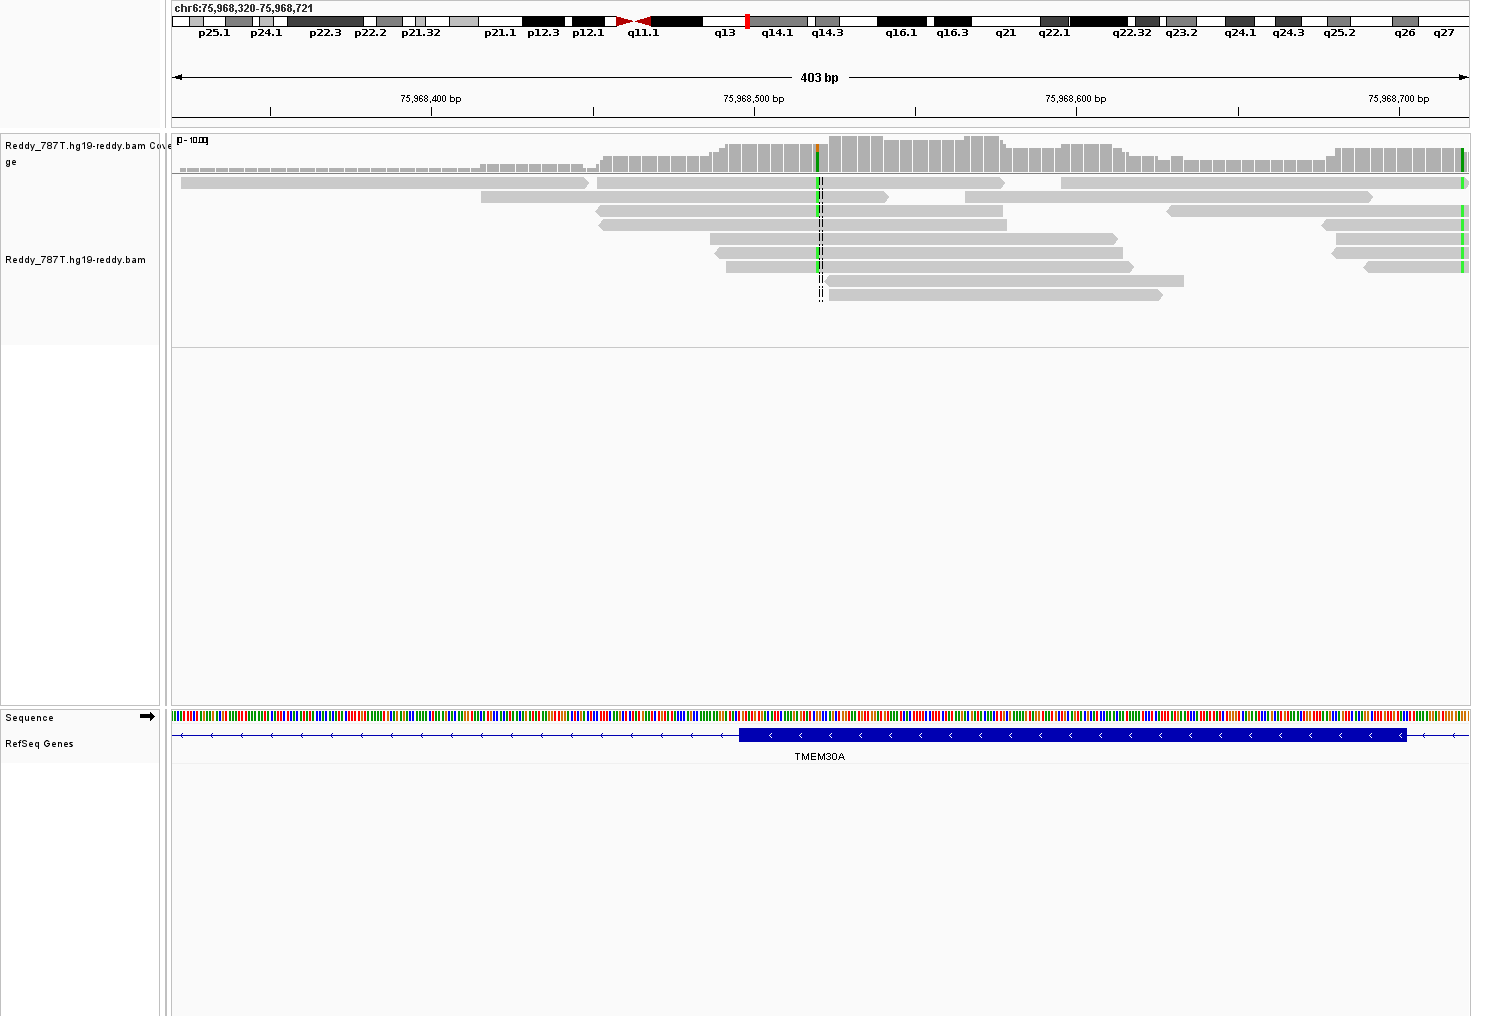 chr6:75,968,320-75,968,721
p25.1 p24.1 p22.3 p22.2 p21.32 p21.1 p12.3 p12.1 q11.1 q13 q14.1 q14.3 q16.1 q16.3 q21 q22.1 q22.32 q23.2 q24.1 q24.3 q25.2 q26 q27
403 bp
75,968,400 bp 75,968,500 bp 75,968,600 bp 75,968,700 bp
Reddy_787T.hg19-reddy.bam Cove
ge
[0 - 10.00]
Reddy_787T.hg19-reddy.bam
Sequence
RefSeq Genes
TMEM30A